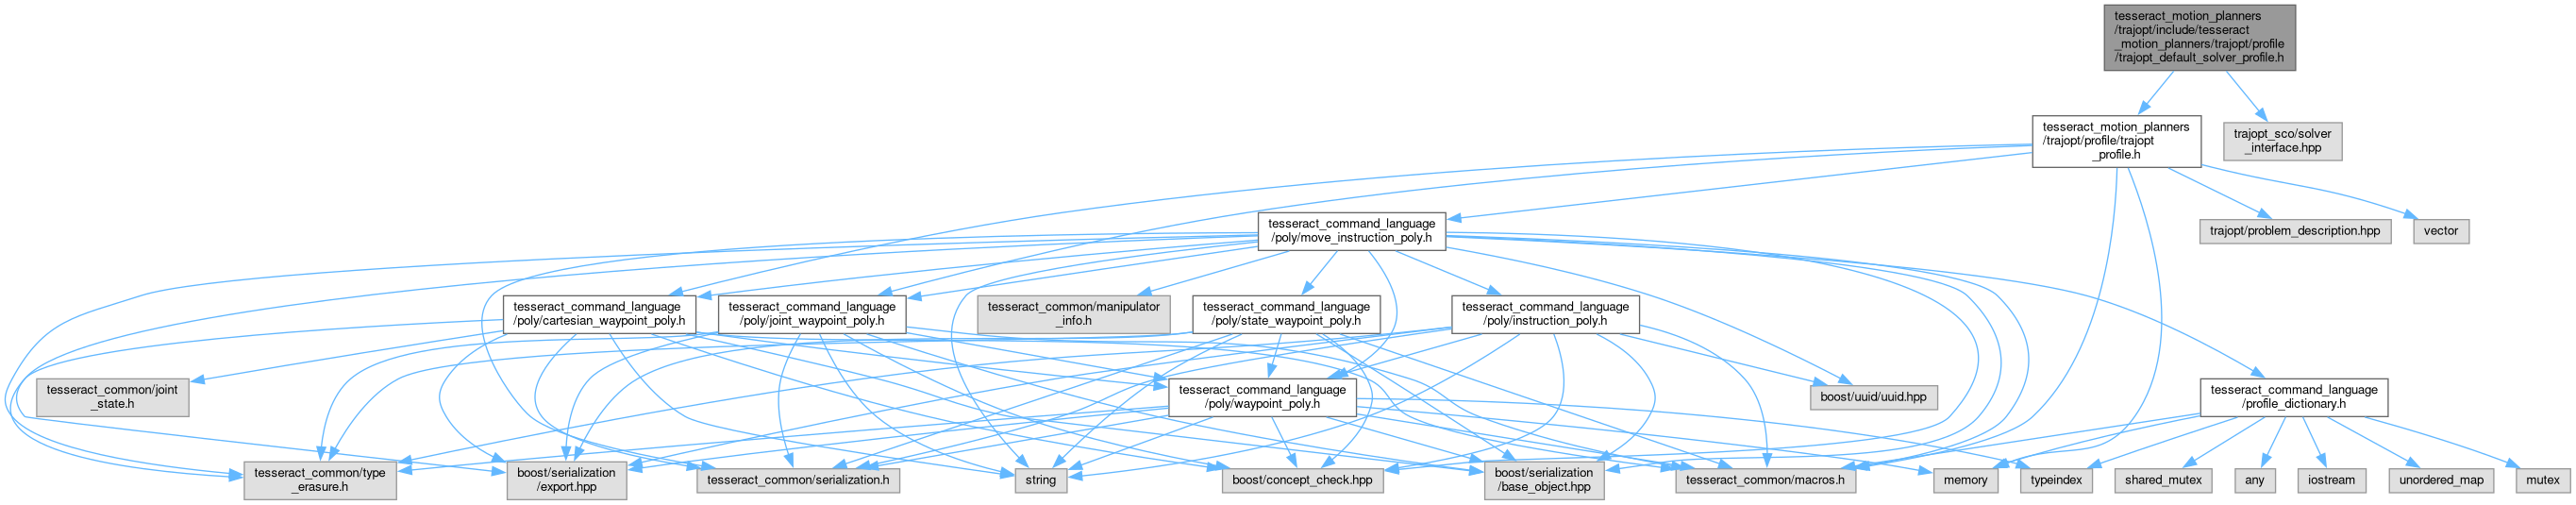 tesseract_motion_planners
/trajopt/include/tesseract
_motion_planners/trajopt/profile
/trajopt_default_solver_profile.h
tesseract_motion_planners
/trajopt/profile/trajopt
_profile.h
trajopt_sco/solver
_interface.hpp
tesseract_command_language
/poly/move_instruction_poly.h
trajopt/problem_description.hpp
vector
tesseract_command_language
/poly/cartesian_waypoint_poly.h
tesseract_command_language
/poly/joint_waypoint_poly.h
tesseract_common/manipulator
_info.h
tesseract_command_language
/poly/state_waypoint_poly.h
tesseract_command_language
/poly/instruction_poly.h
tesseract_common/joint
_state.h
tesseract_command_language
/poly/waypoint_poly.h
boost/uuid/uuid.hpp
tesseract_command_language
/profile_dictionary.h
tesseract_common/type
_erasure.h
boost/serialization
/export.hpp
tesseract_common/serialization.h
string
boost/concept_check.hpp
boost/serialization
/base_object.hpp
tesseract_common/macros.h
memory
typeindex
shared_mutex
any
iostream
unordered_map
mutex